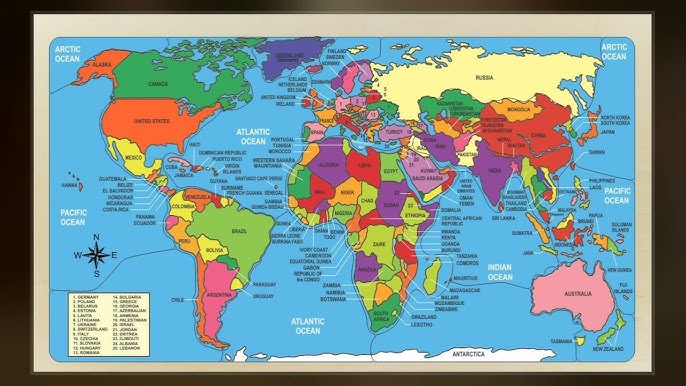 ARCTIC
OCEAN
ARCTIC
OCEAN
ALASKA
GREENLAND
CANADA
FINLAND
SWEDEN
NORWAY
RUSSIA
ICELAND
NETHERLANDS
BELGIUM
DENMARK
UNITED KINGDOM
IRELAND
UNITED STATES
FRANCE
SPAIN
PORTUGAL
TUNISIA
MOROCCO
TURKEY
KAZAKHSTAN
UZBEKISTAN
TURKMENISTAN
KYRGYZSTAN
TAJIKISTAN
AFGHANISTAN
MONGOLIA
CHINA
NORTH KOREA
SOUTH KOREA
JAPAN
TAIWAN
ATLANTIC
OCEAN
WESTERN SAHARA
MAURITANIA
MEXICO
HAITI
DOMINICAN REPUBLIC
PUERTO RICO
VIRGIN
ISLANDS
CUBA
JAMAICA
HAWAII
GUATEMALA
BELIZE
EL SALVADOR
HONDURAS
NICARAGUA
COSTA RICA
PANAMA
ECUADOR
GUYANA
SURINAME
FRENCH GUIANA
VENEZUELA
COLOMBIA
PERU
BRAZIL
BOLIVIA
PARAGUAY
URUGUAY
CHILE
ARGENTINA
ALGERIA
LIBYA
EGYPT
MALI
NIGER
CHAD
SUDAN
NIGERIA
ETHIOPIA
SANTIAGO CAPE VERDE
SENEGAL
GAMBIA
GUINEA-BISSAU
GUINEA
LIBERIA
SIERRA LEONE
BURKINA FASO
GHANA
TOGO
BENIN
IVORY COAST
CAMEROON
EQUATORIAL GUINEA
GABON
REPUBLIC OF
THE CONGO
ZAIRE
ANGOLA
ZAMBIA
NAMIBIA
BOTSWANA
SOUTH
AFRICA
SWAZILAND
LESOTHO
SOMALIA
CENTRAL AFRICAN
REPUBLIC
RWANDA
KENYA
UGANDA
BURUNDI
TANZANIA
COMOROS
MAURITIUS
MADAGASCAR
MALAWI
MOZAMBIQUE
ZIMBABWE
IRAN
KUWAIT
SAUDI ARABIA
UNITED ARAB
EMIRATES
OMAN
YEMEN
PAKISTAN
INDIA
NEPAL
BHUTAN
SRI LANKA
MYANMAR
BANGLADESH
THAILAND
CAMBODIA
VIETNAM
PHILIPPINES
LAOS
MALAYSIA
BRUNEI
PALAU
SUMATRA
JAVA
INDONESIA
SOLOMON
ISLANDS
NEW GUINEA
FIJI
ISLANDS
PACIFIC
OCEAN
PACIFIC
OCEAN
INDIAN
OCEAN
ATLANTIC
OCEAN
AUSTRALIA
TASMANIA
NEW ZEALAND
ANTARCTICA
N
W
E
S
1. GERMANY
2. POLAND
3. BELARUS
4. ESTONIA
5. LAVITA
6. LITHUANIA
7. UKRAINE
8. SWITZERLAND
9. ITALY
10. CZECHIA
11. SLOVAKIA
12. HUNGARY
13. ROMANIA
14. BULGARIA
15. GREECE
16. GEORGIA
17. AZERBAIJAN
18. ARMENIA
19. PALESTINIAN
20. ISRAEL
21. JORDAN
22. ERITREA
23. DJIBOUTI
24. ALBANIA
25. LEBANON